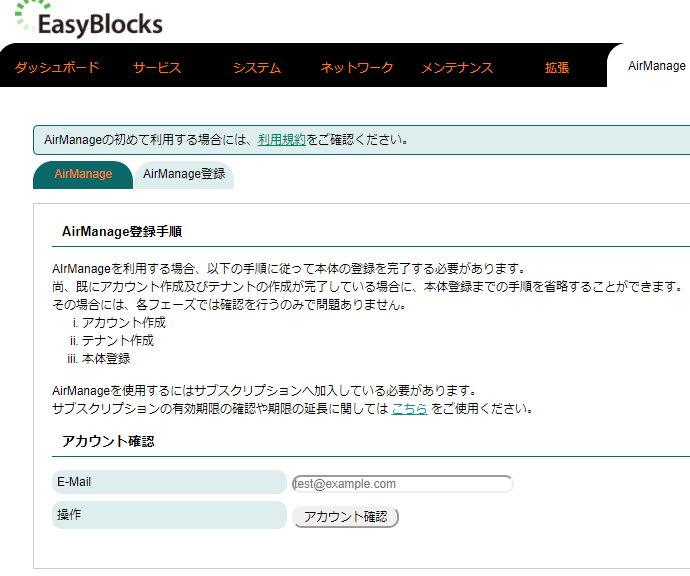 EasyBlocks
ダッシュボード サービス システム ネットワーク メンテナンス 拡張 AirManage
AirManageの初めて利用する場合には、利用規約をご確認ください。
AirManage AirManage登録
AirManage登録手順
AIrManageを利用する場合、以下の手順に従って本体の登録を完了する必要があります。
尚、既にアカウント作成及びテナントの作成が完了している場合に、本体登録までの手順を省略することができます。
その場合には、各フェーズでは確認を行うのみで問題ありません。
i. アカウント作成
ii. テナント作成
iii. 本体登録
AirManageを使用するにはサブスクリプションへ加入している必要があります。
サブスクリプションの有効期限の確認や期限の延長に関しては こちら をご使用ください。
アカウント確認
E-Mail test@example.com
操作 アカウント確認